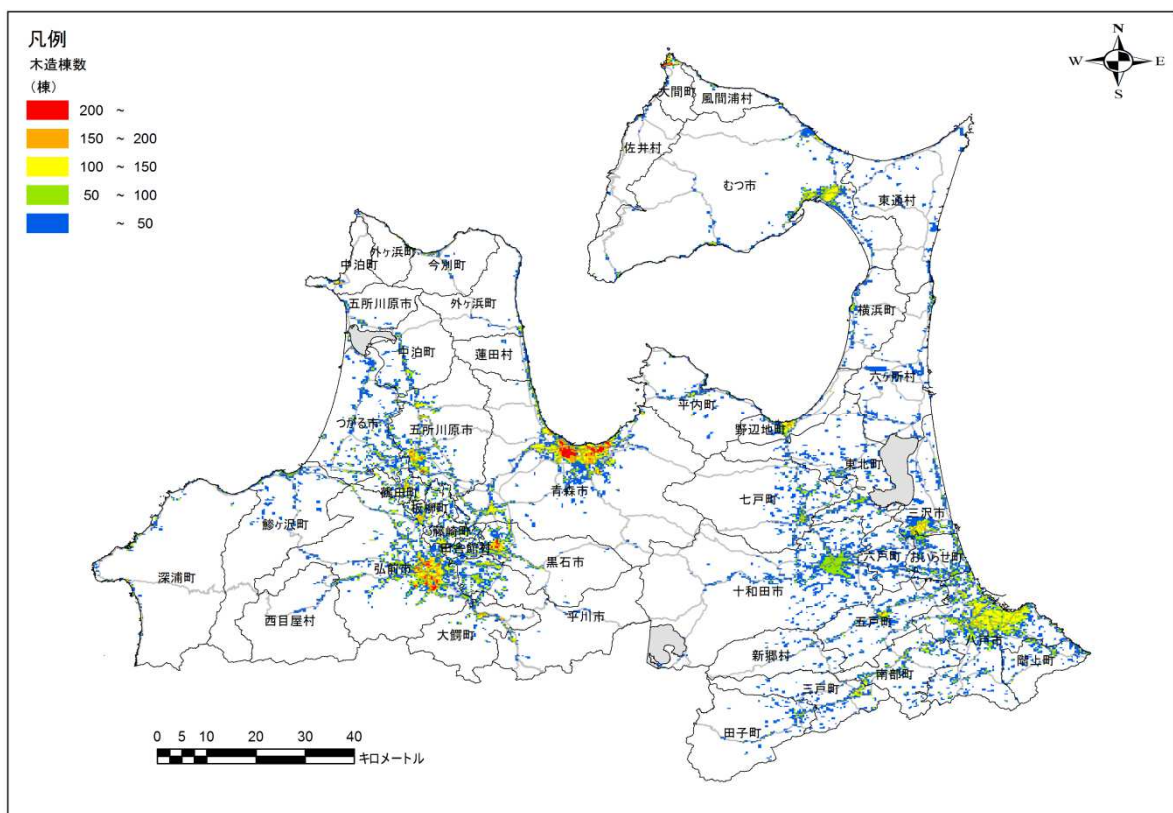 凡例
木造棟数
(棟)
200 ~
150 ~ 200
100 ~ 150
50 ~ 100
~ 50
N
W E
S
大間町
風間浦村
佐井村
むつ市
東通村
外ヶ浜町
中泊町
今別町
五所川原市
外ヶ浜町
横浜町
中泊町
蓬田村
六ヶ所村
平内町
野辺地町
つがる市
五所川原市
東北町
青森市
七戸町
鶴田町
板柳町
三沢市
鰺ヶ沢町
藤崎町
田舎館村
六戸町
おいらせ町
黒石市
弘前市
深浦町
十和田市
西目屋村
平川市
五戸町
大鰐町
八戸市
新郷村
階上町
南部町
三戸町
田子町
0 5 10 20 30 40
キロメートル